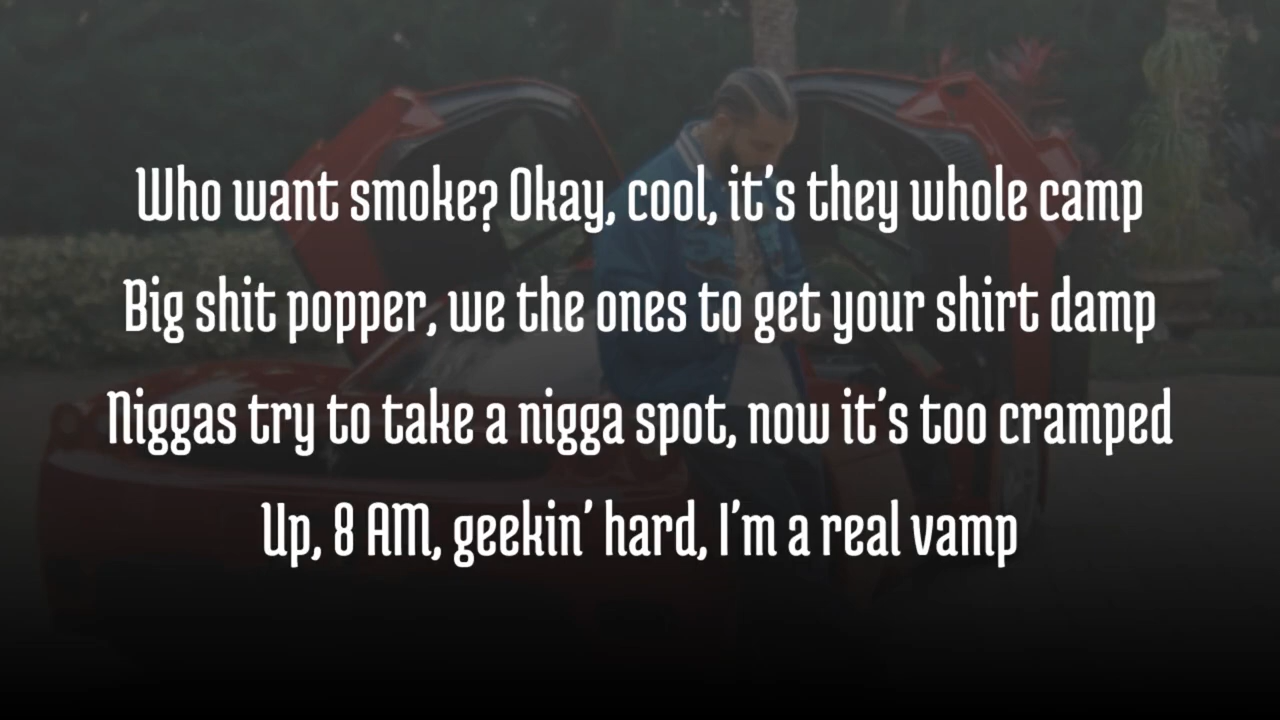 Who want smoke? Okay, cool, it's they whole camp
Big shit popper, we the ones to get your shirt damp
Niggas try to take a nigga spot, now it's too cramped
Up, 8 AM, geekin' hard, I'm a real vamp